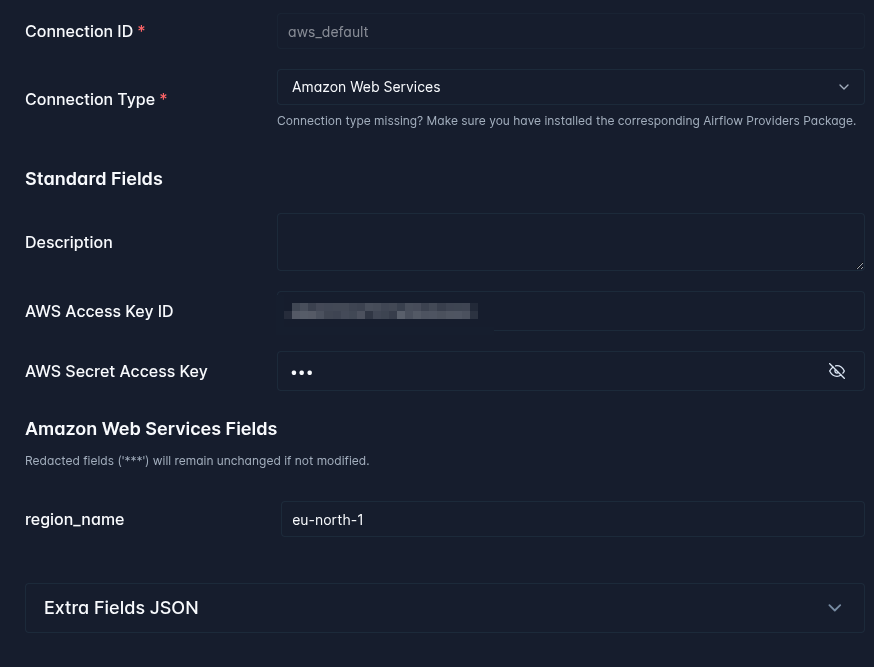 Connection ID *
aws_default
Connection Type *
Amazon Web Services
Connection type missing? Make sure you have installed the corresponding Airflow Providers Package.
Standard Fields
Description
AWS Access Key ID
AWS Secret Access Key
•••
Amazon Web Services Fields
Redacted fields ('***') will remain unchanged if not modified.
region_name
eu-north-1
Extra Fields JSON